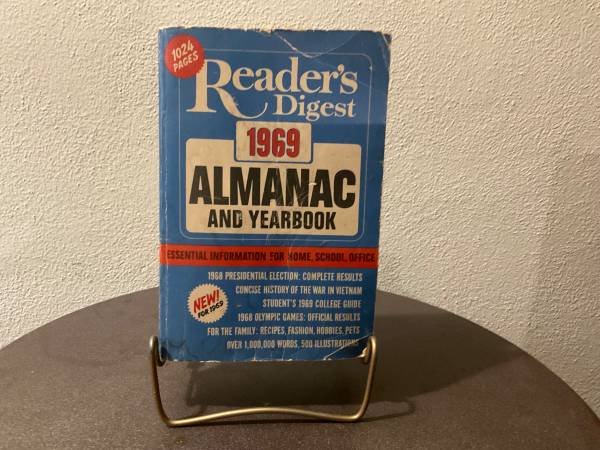 1024
PAGES
Reader's
Digest
1969
ALMANAC
AND YEARBOOK
ESSENTIAL INFORMATION FOR HOME, SCHOOL, OFFICE
1968 PRESIDENTIAL ELECTION: COMPLETE RESULTS
CONCISE HISTORY OF THE WAR IN VIETNAM
NEW!
FOR 1969
STUDENT'S 1969 COLLEGE GUIDE
1968 OLYMPIC GAMES: OFFICIAL RESULTS
FOR THE FAMILY: RECIPES, FASHION, HOBBIES, PETS
OVER 1,000,000 WORDS, 500 ILLUSTRATIONS